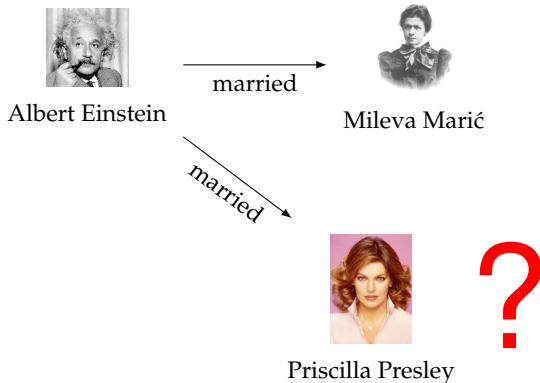 married
Albert Einstein
Mileva Marić
married
?
Priscilla Presley